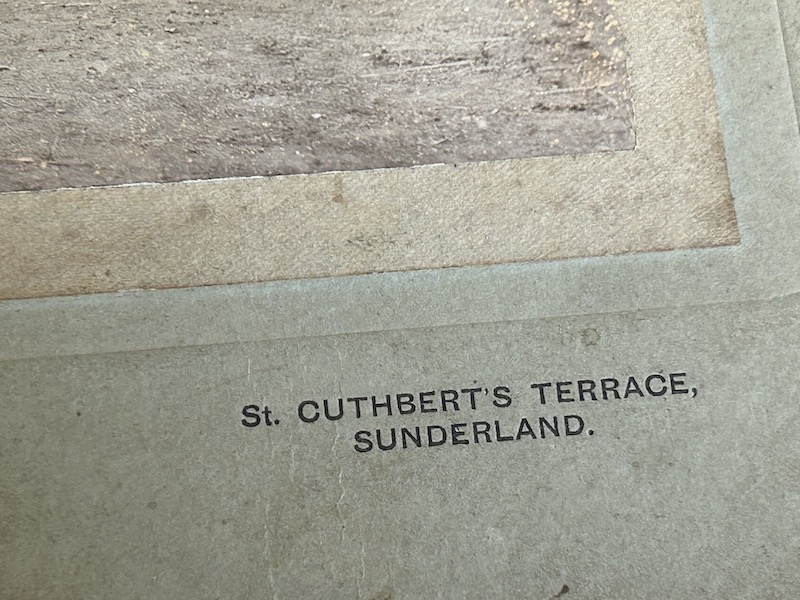 St. CUTHBERT'S TERRACE,
SUNDERLAND.